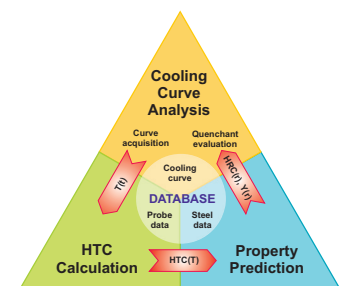 Cooling
Curve
Analysis
Curve
acquisition
Quenchant
evaluation
T(t)
Cooling
curve
HRC(r), Y(r)
DATABASE
Probe
data
Steel
data
HTC
Calculation
HTC(T)
Property
Prediction